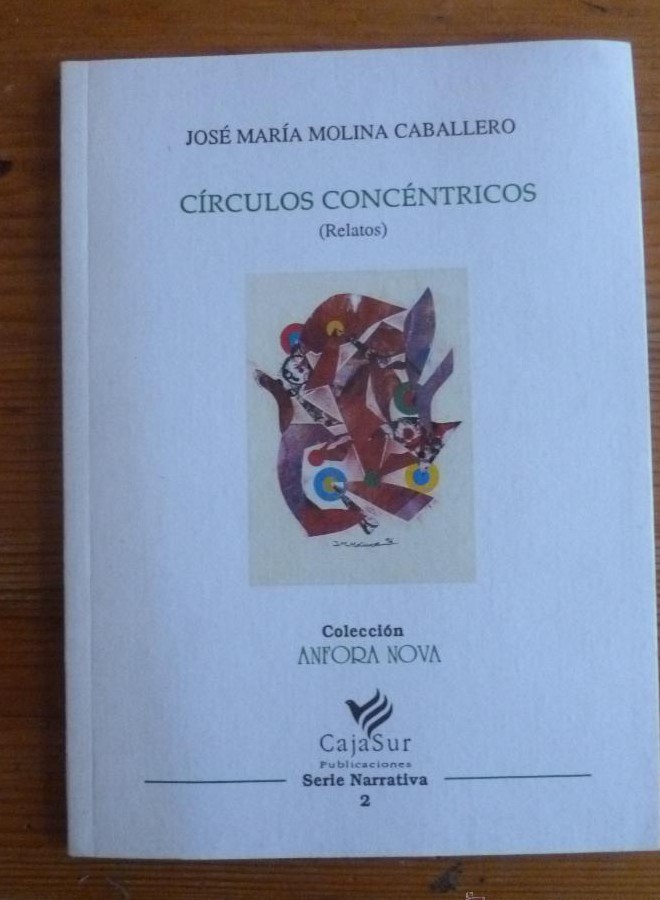 JOSÉ MARÍA MOLINA CABALLERO
CÍRCULOS CONCÉNTRICOS
(Relatos)
Colección
ANFORA NOVA
CajaSur
Publicaciones
Serie Narrativa
2